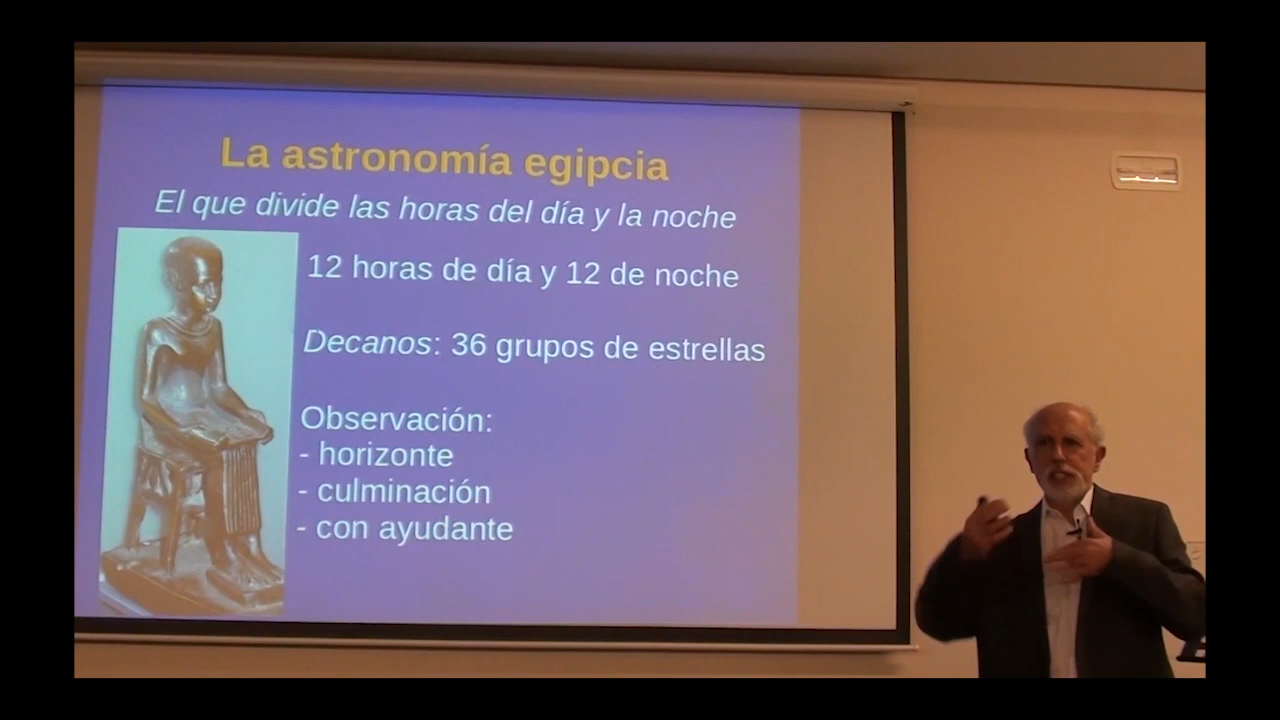 La astronomía egipcia
El que divide las horas del día y la noche
12 horas de día y 12 de noche
Decanos: 36 grupos de estrellas
Observación:
- horizonte
- culminación
- con ayudante